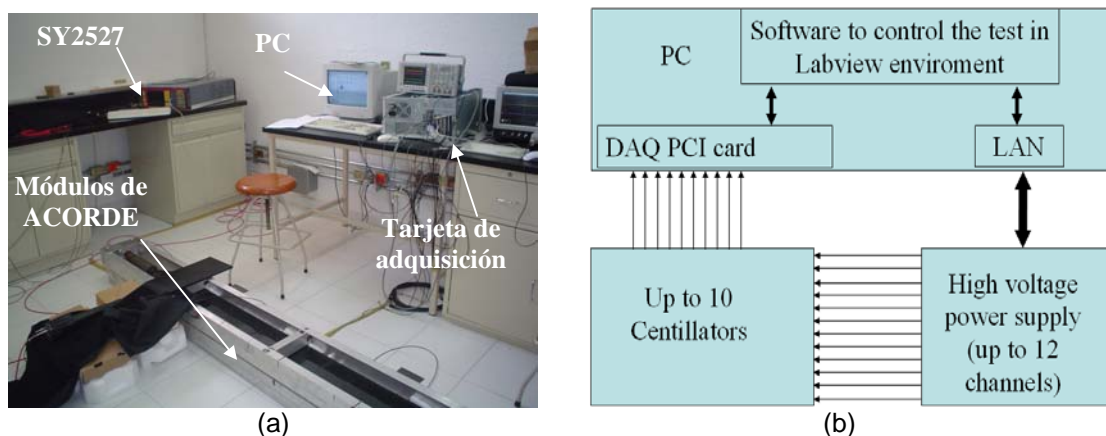 SY2527
PC
Módulos de
ACORDE
Tarjeta de
adquisición
(a)
PC
Software to control the test in
Labview enviroment
DAQ PCI card
LAN
Up to 10
Centillators
High voltage
power supply
(up to 12
channels)
(b)